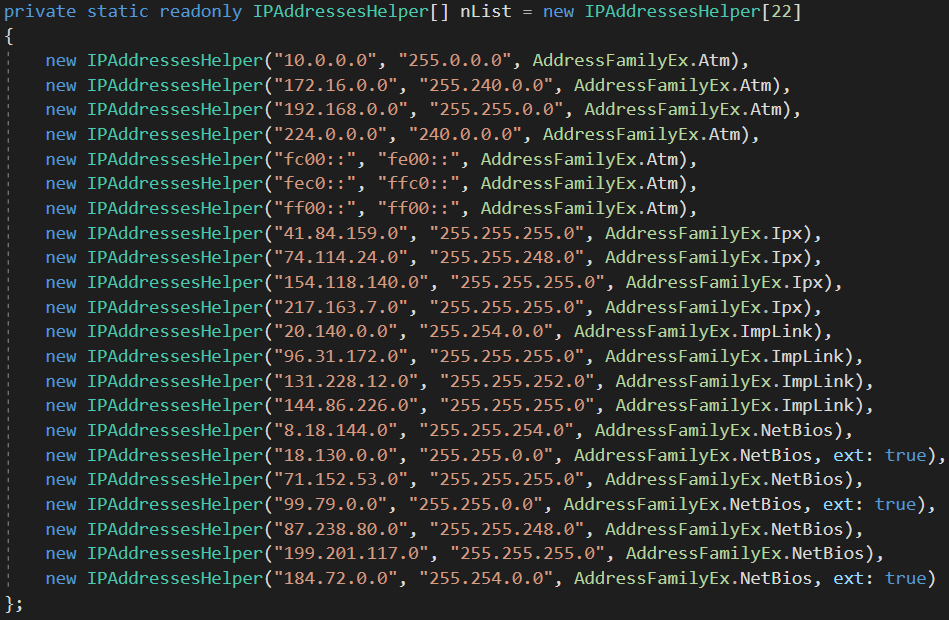 private static readonly IPAddressesHelper[] nList = new IPAddressesHelper[22]
{
new IPAddressesHelper("10.0.0.0", "255.0.0.0", AddressFamilyEx.Atm),
new IPAddressesHelper("172.16.0.0", "255.240.0.0", AddressFamilyEx.Atm),
new IPAddressesHelper("192.168.0.0", "255.255.0.0", AddressFamilyEx.Atm),
new IPAddressesHelper("224.0.0.0", "240.0.0.0", AddressFamilyEx.Atm),
new IPAddressesHelper("fc00::", "fe00::", AddressFamilyEx.Atm),
new IPAddressesHelper("fec0::", "ffc0::", AddressFamilyEx.Atm),
new IPAddressesHelper("ff00::", "ff00::", AddressFamilyEx.Atm),
new IPAddressesHelper("41.84.159.0", "255.255.255.0", AddressFamilyEx.Ipx),
new IPAddressesHelper("74.114.24.0", "255.255.248.0", AddressFamilyEx.Ipx),
new IPAddressesHelper("154.118.140.0", "255.255.255.0", AddressFamilyEx.Ipx),
new IPAddressesHelper("217.163.7.0", "255.255.255.0", AddressFamilyEx.Ipx),
new IPAddressesHelper("20.140.0.0", "255.254.0.0", AddressFamilyEx.ImpLink),
new IPAddressesHelper("96.31.172.0", "255.255.255.0", AddressFamilyEx.ImpLink),
new IPAddressesHelper("131.228.12.0", "255.255.252.0", AddressFamilyEx.ImpLink),
new IPAddressesHelper("144.86.226.0", "255.255.255.0", AddressFamilyEx.ImpLink),
new IPAddressesHelper("8.18.144.0", "255.255.254.0", AddressFamilyEx.NetBios),
new IPAddressesHelper("18.130.0.0", "255.255.0.0", AddressFamilyEx.NetBios, ext: true),
new IPAddressesHelper("71.152.53.0", "255.255.255.0", AddressFamilyEx.NetBios),
new IPAddressesHelper("99.79.0.0", "255.255.0.0", AddressFamilyEx.NetBios, ext: true),
new IPAddressesHelper("87.238.80.0", "255.255.248.0", AddressFamilyEx.NetBios),
new IPAddressesHelper("199.201.117.0", "255.255.255.0", AddressFamilyEx.NetBios),
new IPAddressesHelper("184.72.0.0", "255.254.0.0", AddressFamilyEx.NetBios, ext: true)
};